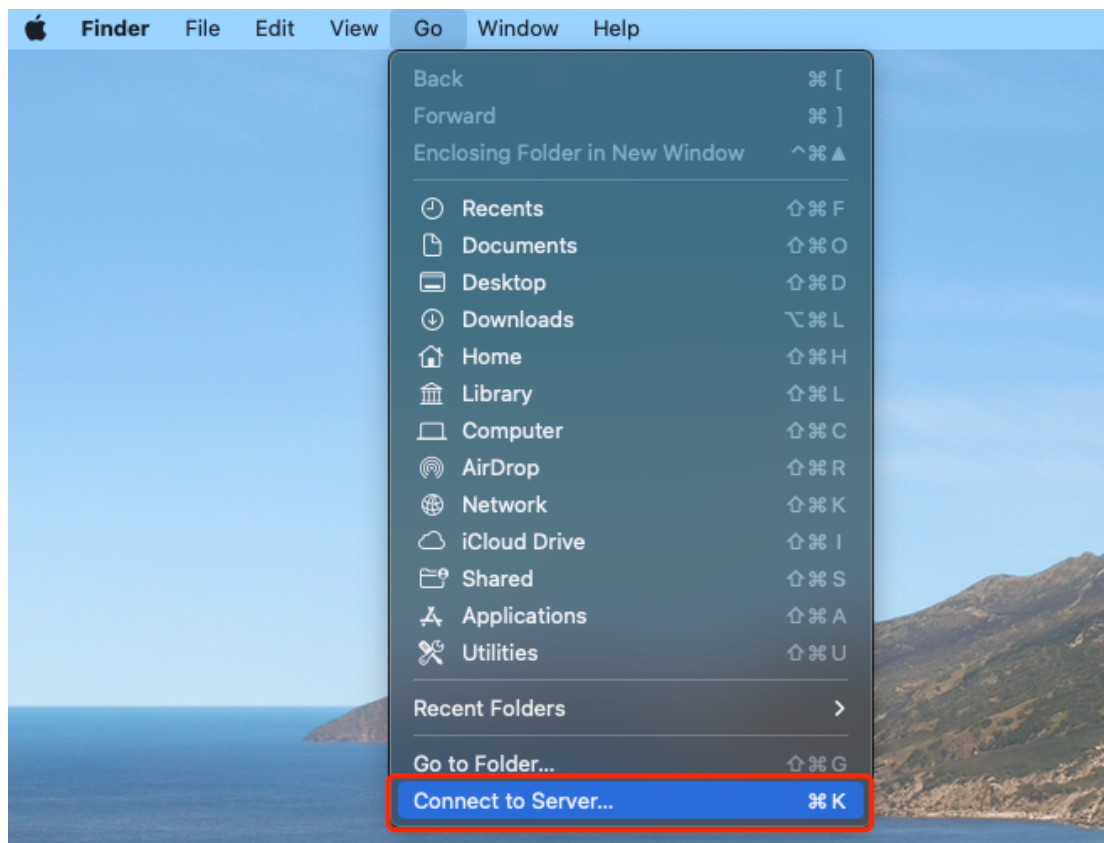 Finder File Edit View Go Window Help
Back ⌘ [
Forward ⌘ ]
Enclosing Folder in New Window ^⌘▲
Recents ⇧⌘F
Documents ⇧⌘O
Desktop ⇧⌘D
Downloads ⌥⌘L
Home ⇧⌘H
Library ⇧⌘L
Computer ⇧⌘C
AirDrop ⇧⌘R
Network ⇧⌘K
iCloud Drive ⇧⌘I
Shared ⇧⌘S
Applications ⇧⌘A
Utilities ⇧⌘U
Recent Folders >
Go to Folder... ⇧⌘G
Connect to Server... ⌘K